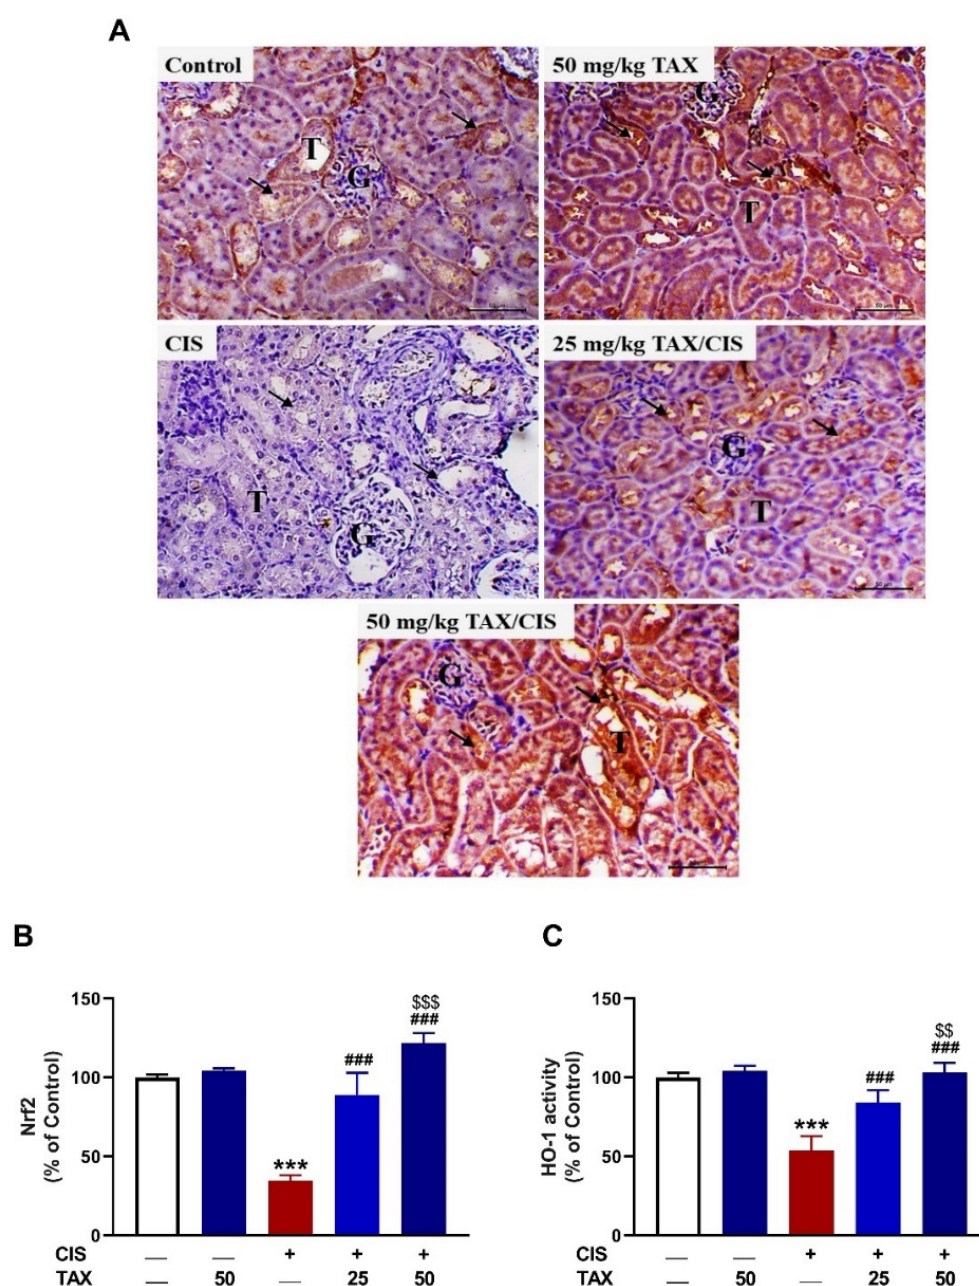 A
Control
50 mg/kg TAX
T
G
G
T
50 µm
CIS
25 mg/kg TAX/CIS
T
G
G
T
50 mg/kg TAX/CIS
G
T
B
C
150
100
50
0
Nrf2
(% of Control)
***
###
$$$
###
CIS — — + + +
TAX — 50 — 25 50
150
100
50
0
HO-1 activity
(% of Control)
***
###
$$
###
CIS — — + + +
TAX — 50 — 25 50